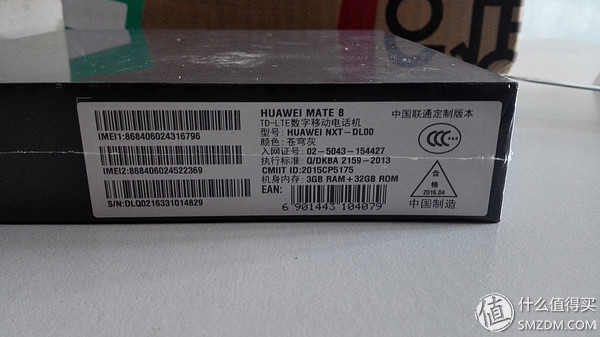 HUAWEI MATE 8
TD-LTE数字移动电话机
型号: HUAWEI NXT-DL00
颜色: 苍穹灰
入网证号: 02-5043-154427
执行标准: Q/DKBA 2159-2013
CMIIT ID:2015CP5175
机身内存: 3GB RAM+32GB ROM
EAN:
6 901443 104079
IMEI1:868406024316796
IMEI2:868406024522369
S/N:DLQ0216331014829
中国联通定制版本
CCC
合
格
2016.04
中国制造
值 什么值得买
SMZDM.COM